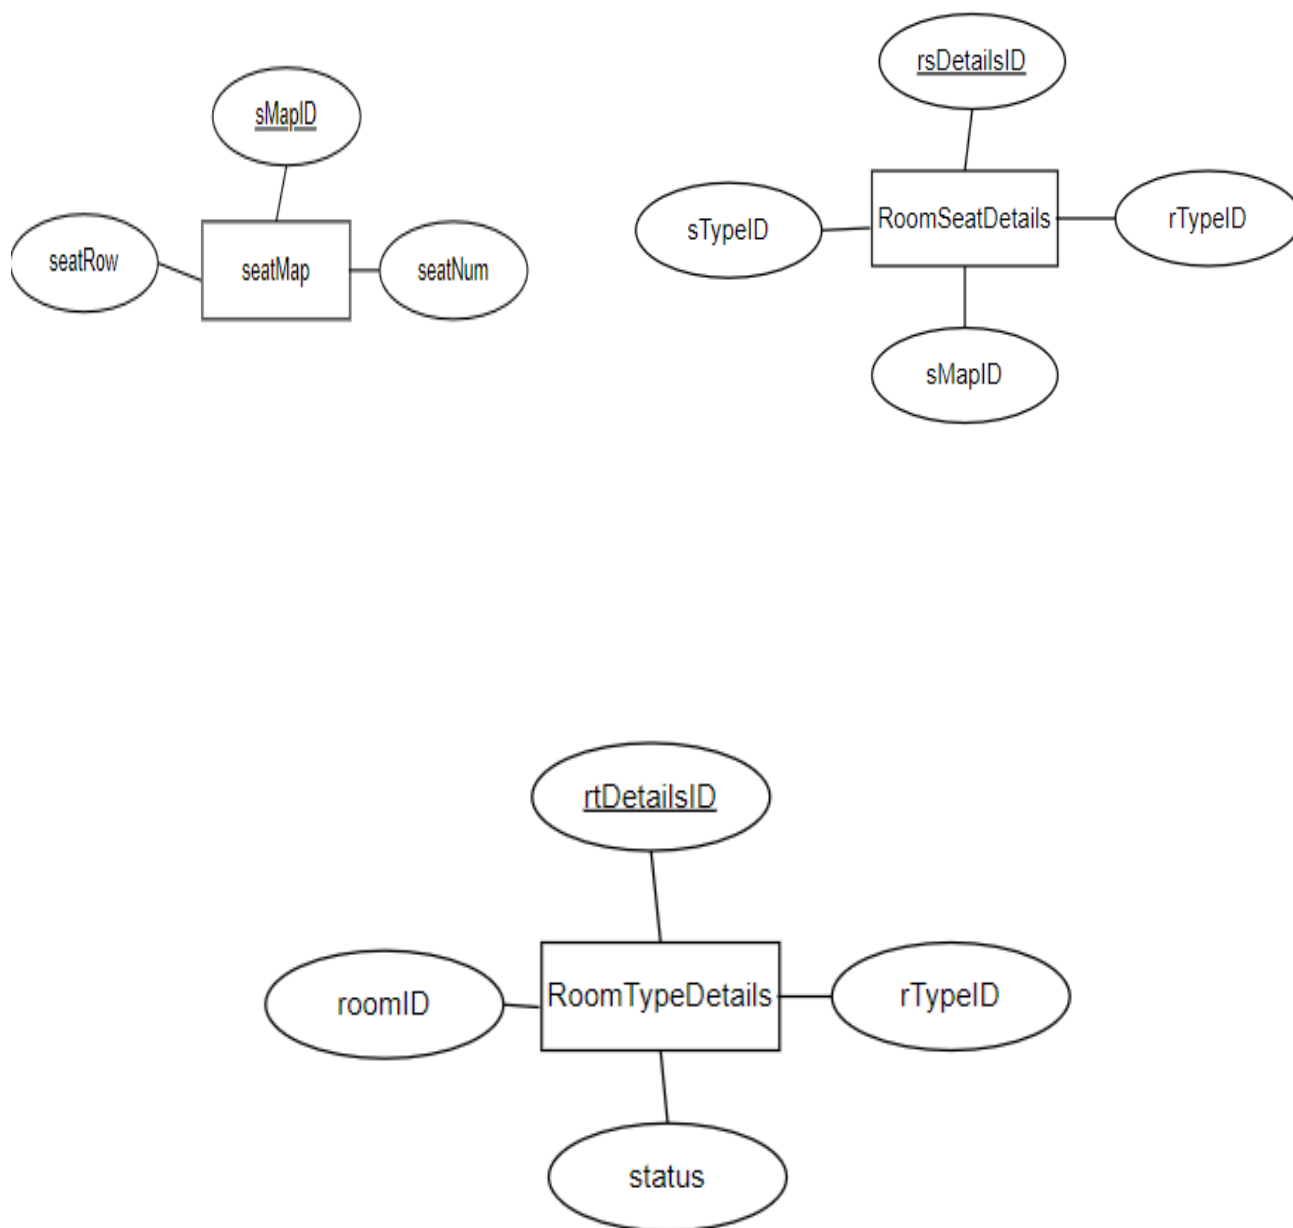 sMapID
seatRow
seatMap
seatNum
rsDetailsID
sTypeID
RoomSeatDetails
rTypeID
sMapID
rtDetailsID
roomID
RoomTypeDetails
rTypeID
status